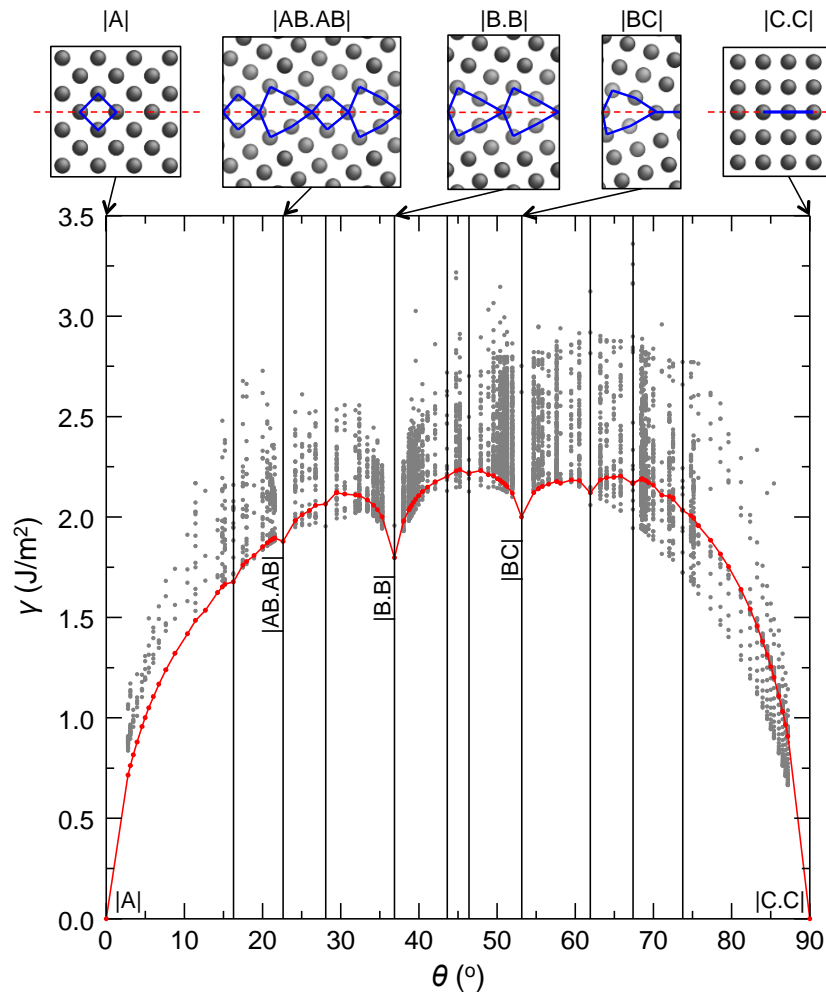 |A| |AB.AB| |B.B| |BC| |C.C|
3.5
3.0
2.5
2.0
1.5
1.0
0.5
0.0
γ (J/m²)
|AB.AB|
|B.B|
|BC|
|A| |C.C|
0 10 20 30 40 50 60 70 80 90
θ (º)